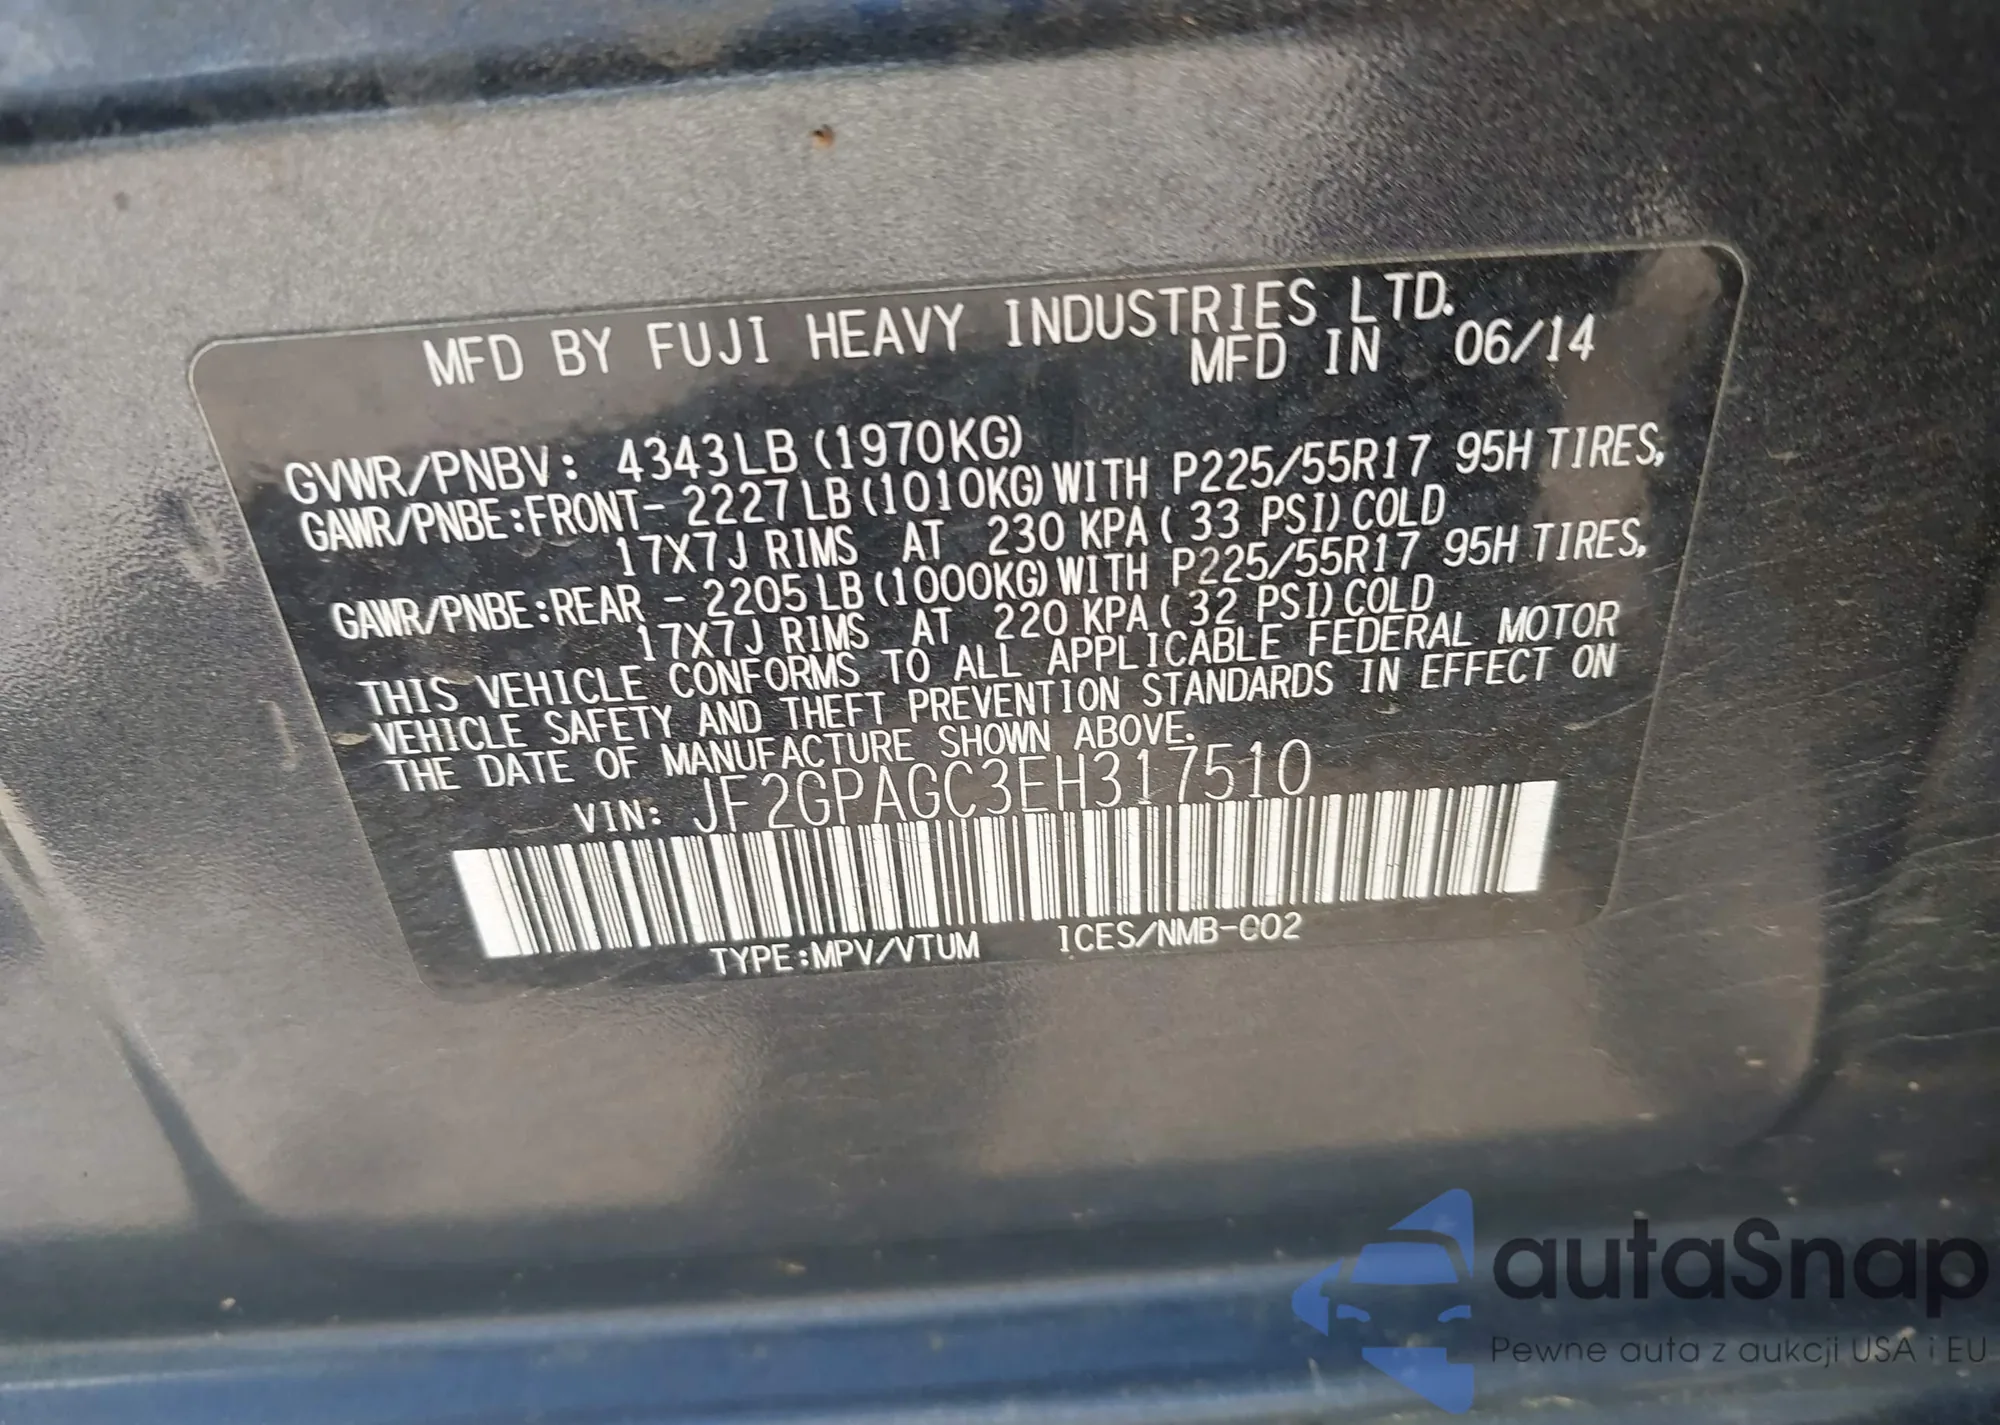 MFD BY FUJI HEAVY INDUSTRIES LTD.
MFD IN 06/14
GVWR/PNBV: 4343LB (1970KG)
GAWR/PNBE:FRONT- 2227LB(1010KG)WITH P225/55R17 95H TIRES,
17X7J RIMS AT 230 KPA( 33 PSI)COLD
GAWR/PNBE:REAR - 2205LB(1000KG)WITH P225/55R17 95H TIRES,
17X7J RIMS AT 220 KPA( 32 PSI)COLD
THIS VEHICLE CONFORMS TO ALL APPLICABLE FEDERAL MOTOR
VEHICLE SAFETY AND THEFT PREVENTION STANDARDS IN EFFECT ON
THE DATE OF MANUFACTURE SHOWN ABOVE.
VIN: JF2GPAGC3EH317510
TYPE:MPV/VTUM ICES/NMB-002
autaSnap
Pewne auta z aukcji USA i EU